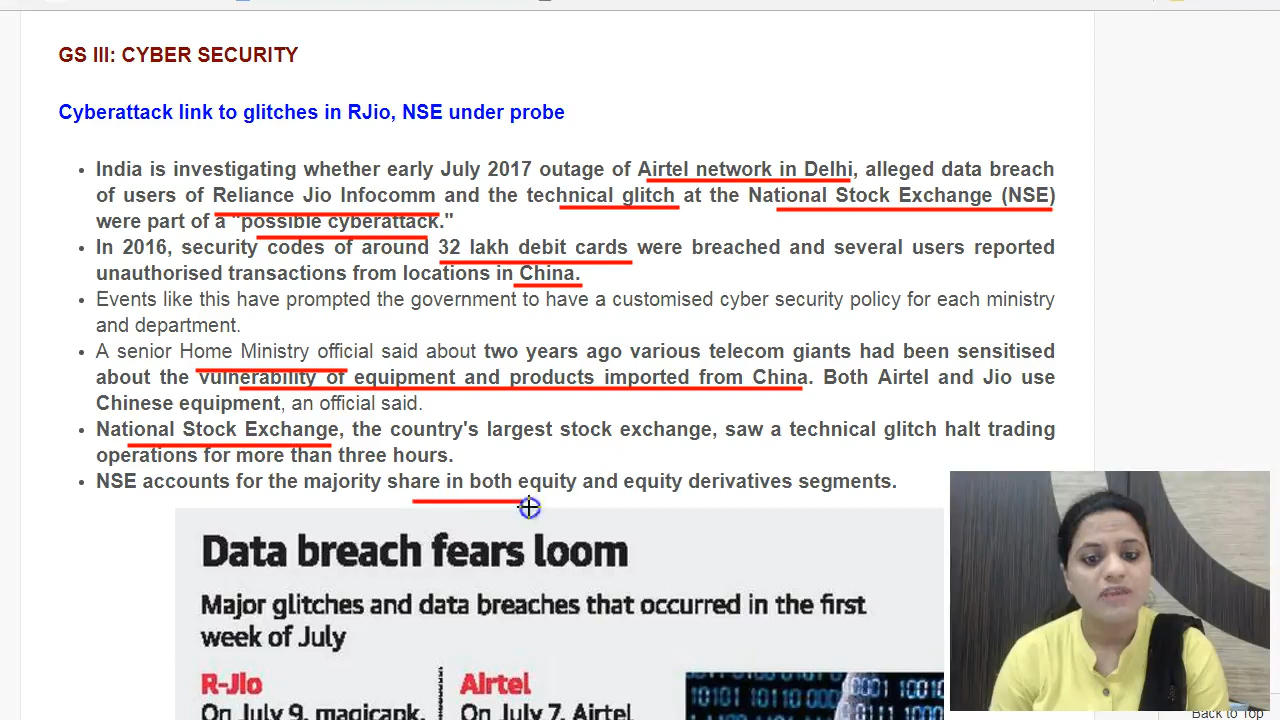 GS III: CYBER SECURITY
Cyberattack link to glitches in RJio, NSE under probe
• India is investigating whether early July 2017 outage of Airtel network in Delhi, alleged data breach
of users of Reliance Jio Infocomm and the technical glitch at the National Stock Exchange (NSE)
were part of a "possible cyberattack."
• In 2016, security codes of around 32 lakh debit cards were breached and several users reported
unauthorised transactions from locations in China.
• Events like this have prompted the government to have a customised cyber security policy for each ministry
and department.
• A senior Home Ministry official said about two years ago various telecom giants had been sensitised
about the vulnerability of equipment and products imported from China. Both Airtel and Jio use
Chinese equipment, an official said.
• National Stock Exchange, the country's largest stock exchange, saw a technical glitch halt trading
operations for more than three hours.
• NSE accounts for the majority share in both equity and equity derivatives segments.
Data breach fears loom
Major glitches and data breaches that occurred in the first
week of July
R-Jio
On July 9, magicapk.
Airtel
On July 7, Airtel
Back to Top